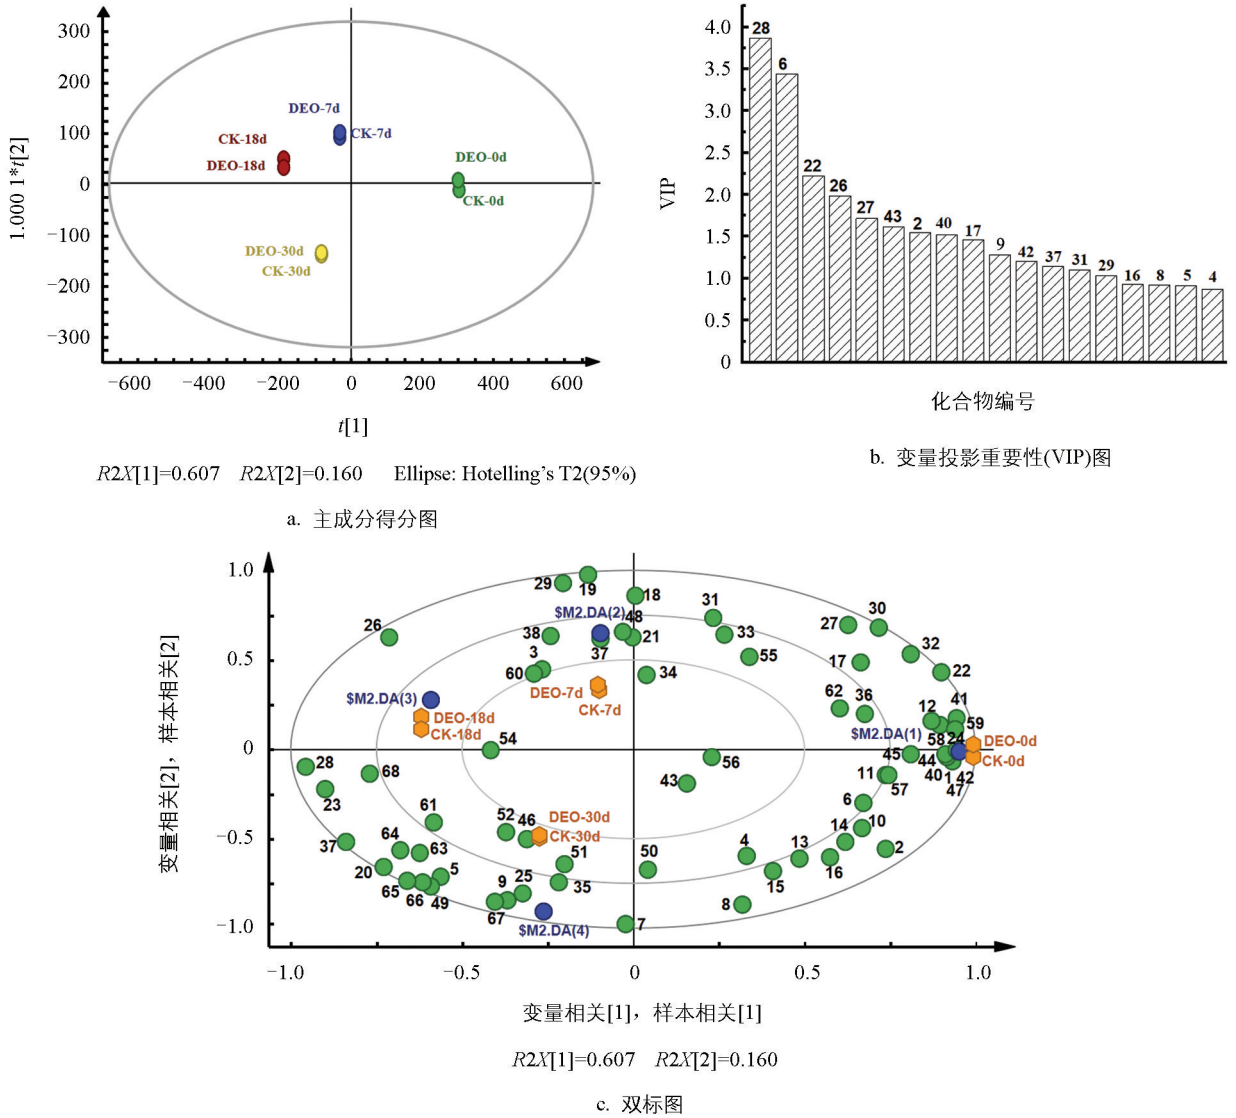 300
200
100
0
−100
−200
−300
1.000 1*t[2]
DEO-7d
CK-7d
CK-18d
DEO-18d
DEO-0d
CK-0d
DEO-30d
CK-30d
−600 −400 −200 0 200 400 600
t[1]
R2X[1]=0.607 R2X[2]=0.160 Ellipse: Hotelling's T2(95%)
a. 主成分得分图
4.0
3.5
3.0
2.5
2.0
1.5
1.0
0.5
0
VIP
28 6 22 26 27 43 2 40 17 9 42 37 31 29 16 8 5 4
化合物编号
b. 变量投影重要性(VIP)图
1.0
0.5
0
−0.5
−1.0
变量相关[2]，样本相关[2]
29 19 18
$M2.DA(2) 48 31 27 30
26 38 37 21 33 32
3 60 34 55 17 22
$M2.DA(3) DEO-7d 62 36 12 41
DEO-18d CK-7d $M2.DA(1) 58 59
CK-18d 54 24 DEO-0d
28 68 56 45 44 CK-0d
23 43 11 57 40 1 42
47
61 52 46 DEO-30d 6
37 64 63 CK-30d 14 10
20 5 51 50 4 13 2
65 66 49 9 25 35 15 16
67 $M2.DA(4) 7 8
−1.0 −0.5 0 0.5 1.0
变量相关[1]，样本相关[1]
R2X[1]=0.607 R2X[2]=0.160
c. 双标图